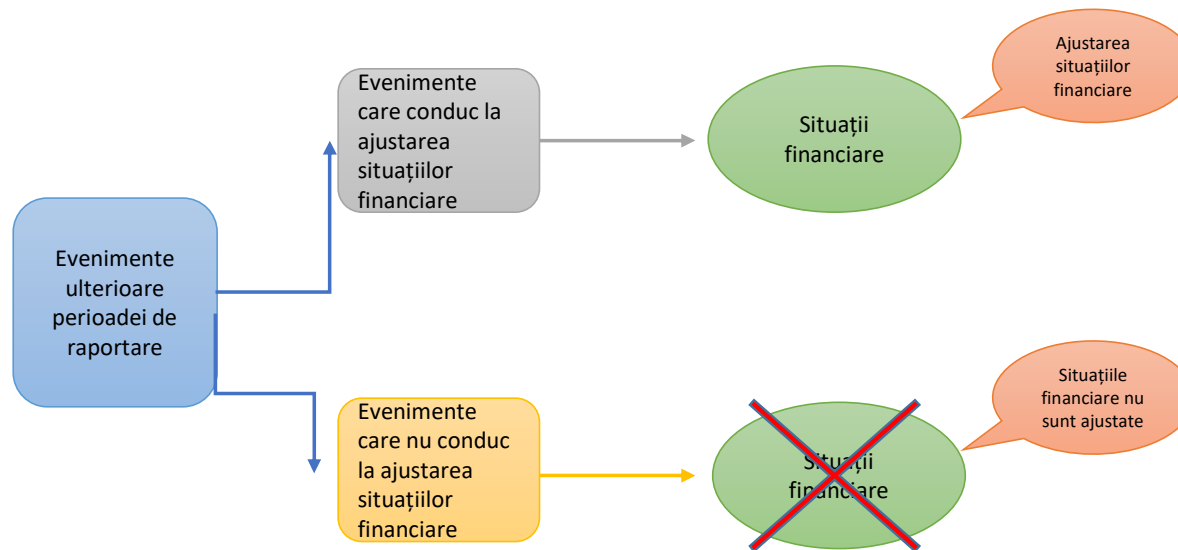 Evenimente
ulterioare
perioadei de
raportare
Evenimente
care conduc la
ajustarea
situațiilor
financiare
Situații
financiare
Ajustarea
situațiilor
financiare
Evenimente
care nu conduc
la ajustarea
situațiilor
financiare
Situații
financiare
Situațiile
financiare nu
sunt ajustate